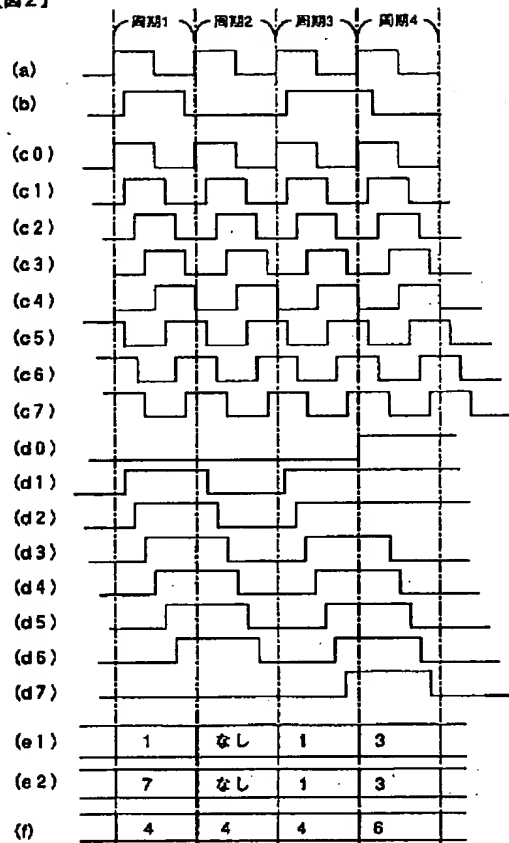 【図2】
周期1 周期2 周期3 周期4
(a)
(b)
(c0)
(c1)
(c2)
(c3)
(c4)
(c5)
(c6)
(c7)
(d0)
(d1)
(d2)
(d3)
(d4)
(d5)
(d6)
(d7)
(e1) 1 なし 1 3
(e2) 7 なし 1 3
(f) 4 4 4 6